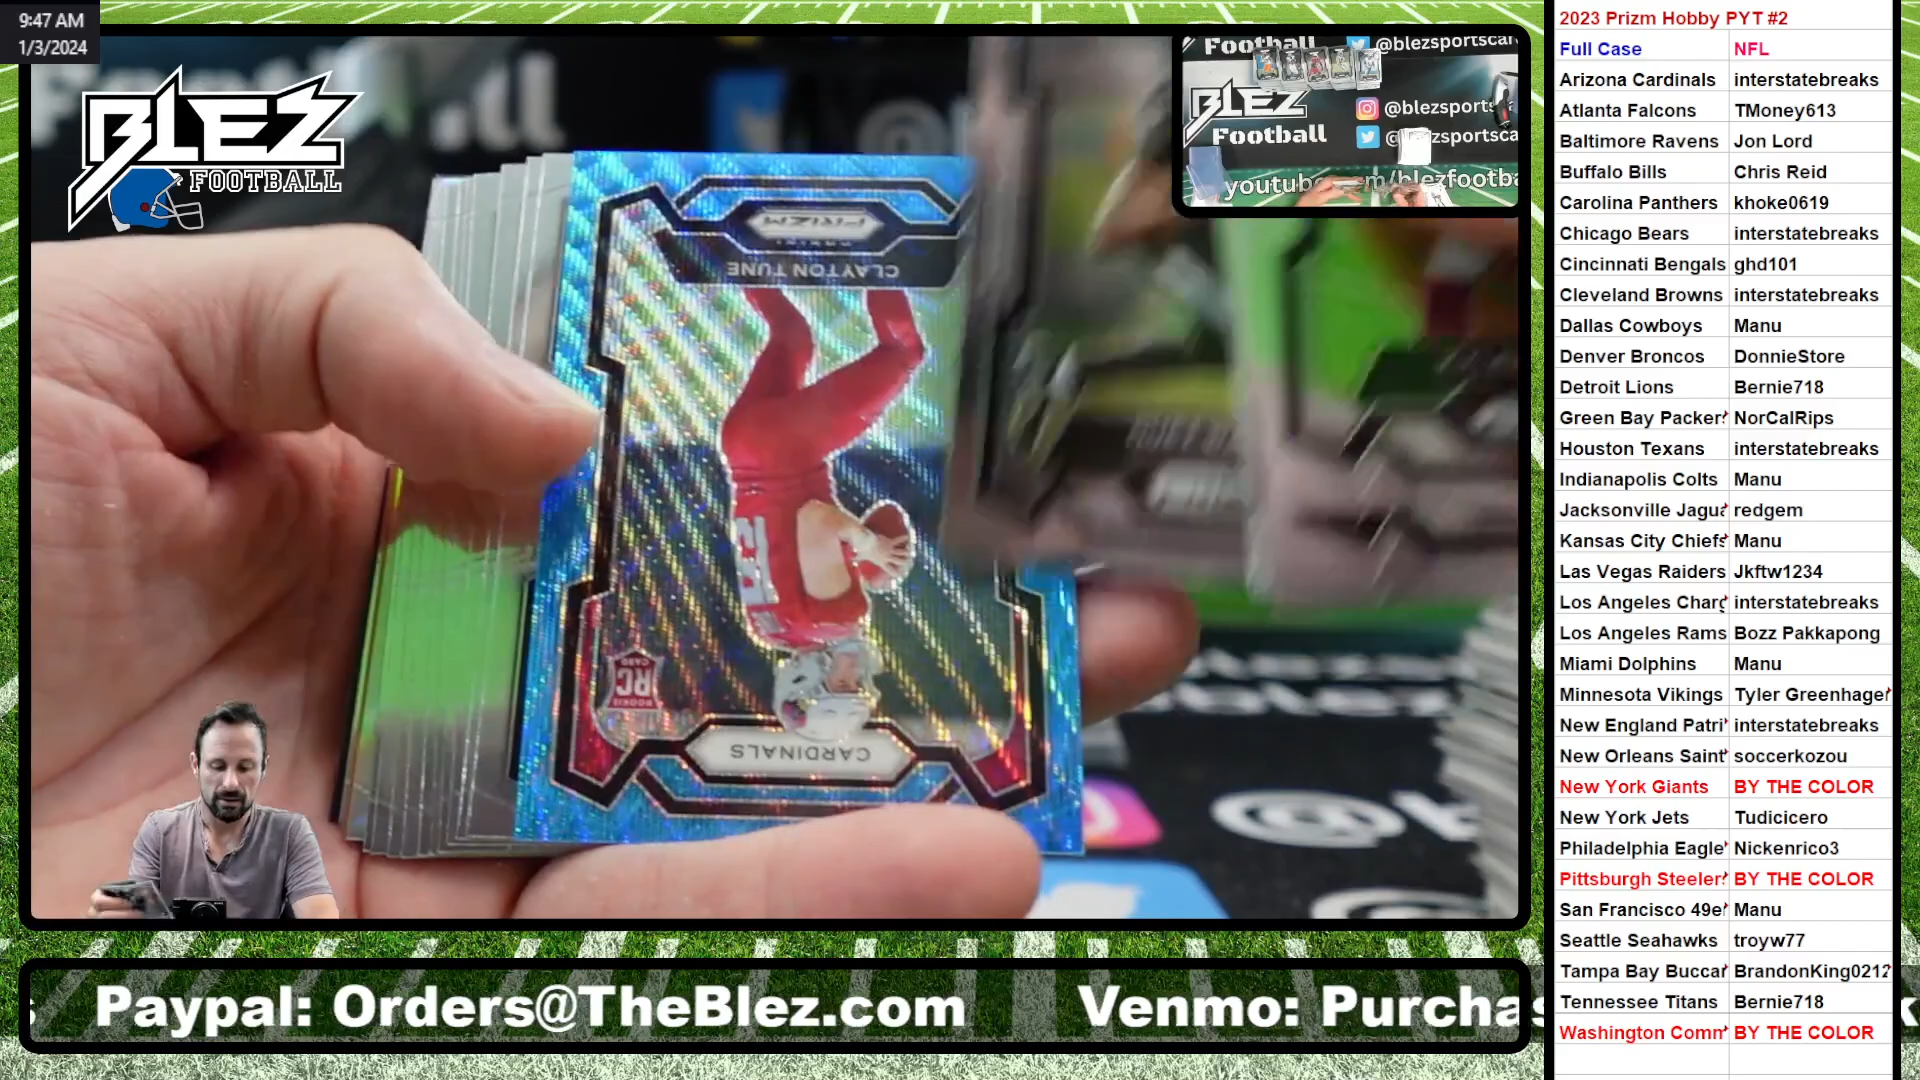 9:47 AM
1/3/2024
BLEZ
FOOTBALL
CLAYTON TUNE
PRIZM
PANINI
RC
ROOKIE
CARD
CARDINALS
Football
@blezsportscar
BLEZ
Football
@blezsports
youtube
m/blezfootba
Paypal: Orders@TheBlez.com
Venmo: Purchas
2023 Prizm Hobby PYT #2
Full Case NFL
Arizona Cardinals interstatebreaks
Atlanta Falcons TMoney613
Baltimore Ravens Jon Lord
Buffalo Bills Chris Reid
Carolina Panthers khoke0619
Chicago Bears interstatebreaks
Cincinnati Bengals ghd101
Cleveland Browns interstatebreaks
Dallas Cowboys Manu
Denver Broncos DonnieStore
Detroit Lions Bernie718
Green Bay Packer NorCalRips
Houston Texans interstatebreaks
Indianapolis Colts Manu
Jacksonville Jagua redgem
Kansas City Chiefs Manu
Las Vegas Raiders Jkftw1234
Los Angeles Charg interstatebreaks
Los Angeles Rams Bozz Pakkapong
Miami Dolphins Manu
Minnesota Vikings Tyler Greenhager
New England Patri interstatebreaks
New Orleans Saint soccerkozou
New York Giants BY THE COLOR
New York Jets Tudicicero
Philadelphia Eagle Nickenrico3
Pittsburgh Steeler BY THE COLOR
San Francisco 49e Manu
Seattle Seahawks troyw77
Tampa Bay Buccar BrandonKing0212
Tennessee Titans Bernie718
Washington Comm BY THE COLOR